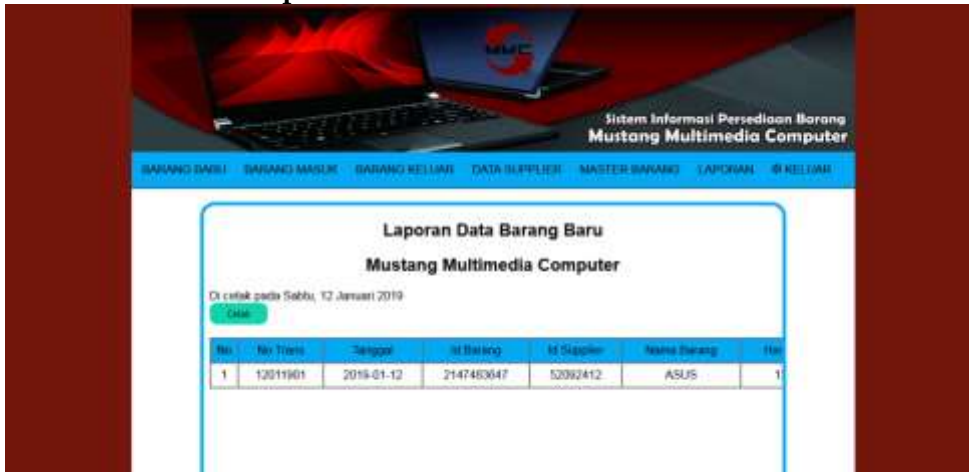 MMC
Sistem Informasi Persediaan Barang
Mustang Multimedia Computer
BARANG BARU BARANG MASUK BARANG KELUAR DATA SUPPLIER MASTER BARANG LAPORAN KELUAR
Laporan Data Barang Baru
Mustang Multimedia Computer
Di cetak pada Sabtu, 12 Januari 2019
Cetak
No No Trans Tanggal Id Barang Id Supplier Nama Barang
1 12011901 2019-01-12 2147483647 52092412 ASUS